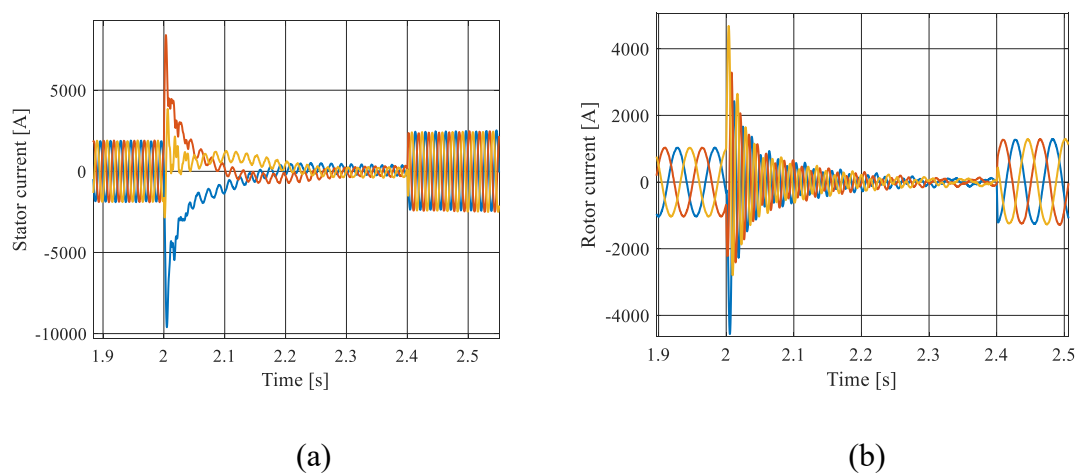 Stator current [A]
5000
0
-5000
-10000
1.9 2 2.1 2.2 2.3 2.4 2.5
Time [s]
(a)
Rotor current [A]
4000
2000
0
-2000
-4000
1.9 2 2.1 2.2 2.3 2.4 2.5
Time [s]
(b)